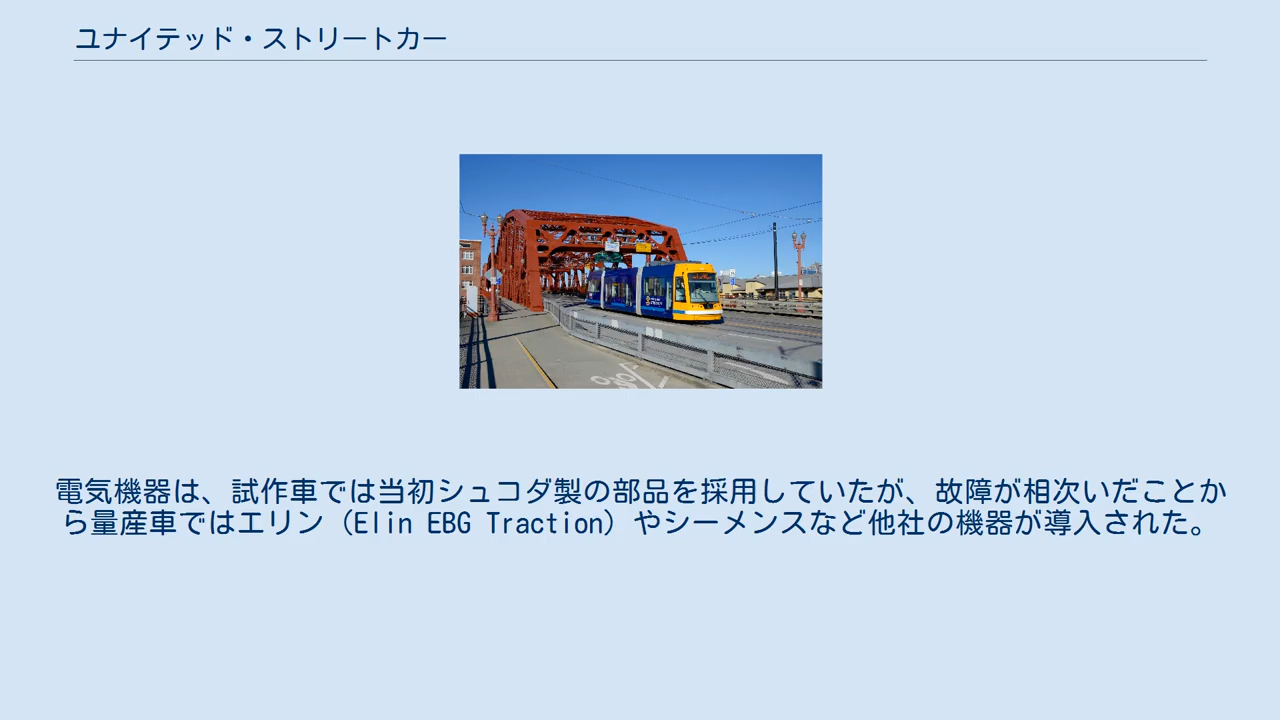 ユナイテッド・ストリートカー
電気機器は、試作車では当初シュコダ製の部品を採用していたが、故障が相次いだことか
ら量産車ではエリン（Elin EBG Traction）やシーメンスなど他社の機器が導入された。